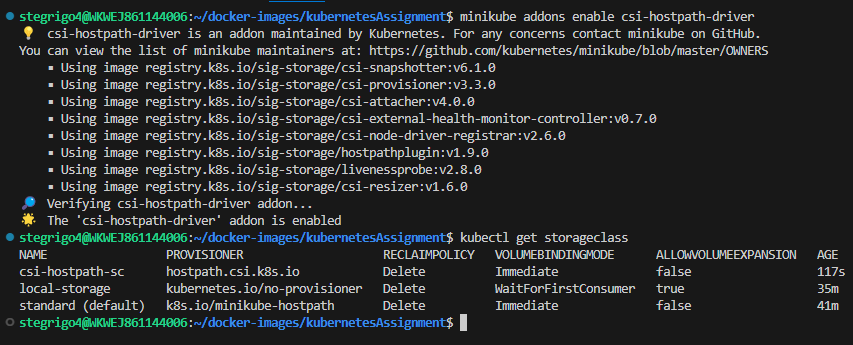 stegrigo4@WKWEJ861144006:~/docker-images/kubernetesAssignment$ minikube addons enable csi-hostpath-driver
💡 csi-hostpath-driver is an addon maintained by Kubernetes. For any concerns contact minikube on GitHub.
You can view the list of minikube maintainers at: https://github.com/kubernetes/minikube/blob/master/OWNERS
▪ Using image registry.k8s.io/sig-storage/csi-snapshotter:v6.1.0
▪ Using image registry.k8s.io/sig-storage/csi-provisioner:v3.3.0
▪ Using image registry.k8s.io/sig-storage/csi-attacher:v4.0.0
▪ Using image registry.k8s.io/sig-storage/csi-external-health-monitor-controller:v0.7.0
▪ Using image registry.k8s.io/sig-storage/csi-node-driver-registrar:v2.6.0
▪ Using image registry.k8s.io/sig-storage/hostpathplugin:v1.9.0
▪ Using image registry.k8s.io/sig-storage/livenessprobe:v2.8.0
▪ Using image registry.k8s.io/sig-storage/csi-resizer:v1.6.0
🔎 Verifying csi-hostpath-driver addon...
🌟 The 'csi-hostpath-driver' addon is enabled
stegrigo4@WKWEJ861144006:~/docker-images/kubernetesAssignment$ kubectl get storageclass
NAME PROVISIONER RECLAIMPOLICY VOLUMEBINDINGMODE ALLOWVOLUMEEXPANSION AGE
csi-hostpath-sc hostpath.csi.k8s.io Delete Immediate false 117s
local-storage kubernetes.io/no-provisioner Delete WaitForFirstConsumer true 35m
standard (default) k8s.io/minikube-hostpath Delete Immediate false 41m
stegrigo4@WKWEJ861144006:~/docker-images/kubernetesAssignment$